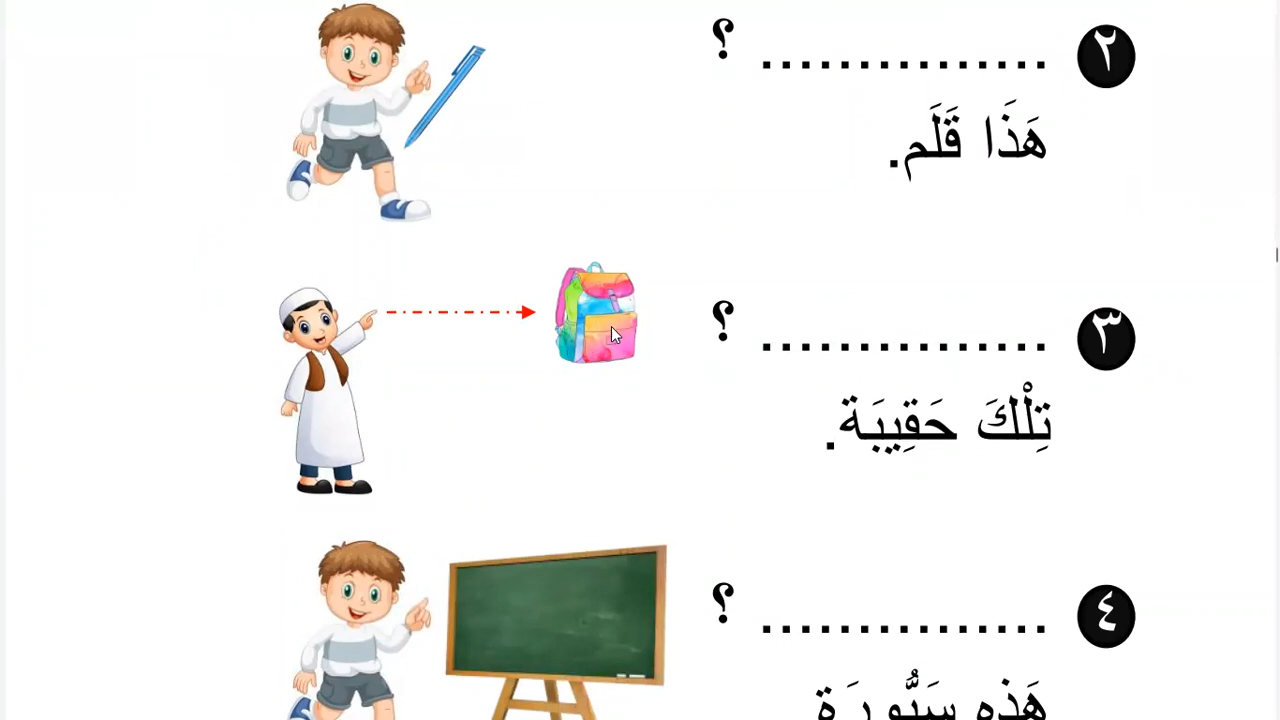 ٢ ............... ؟
هَذَا قَلَم.
٣ ............... ؟
تِلْكَ حَقِيبَة.
٤ ............... ؟
هَذِهِ سَبُّورَة